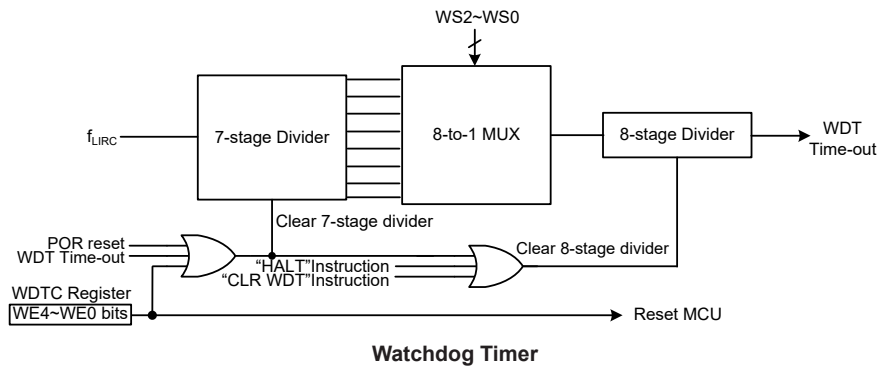 WS2~WS0
fLIRC
7-stage Divider
8-to-1 MUX
8-stage Divider
WDT
Time-out
Clear 7-stage divider
POR reset
WDT Time-out
"HALT"Instruction
"CLR WDT"Instruction
Clear 8-stage divider
WDTC Register
WE4~WE0 bits
Reset MCU
Watchdog Timer